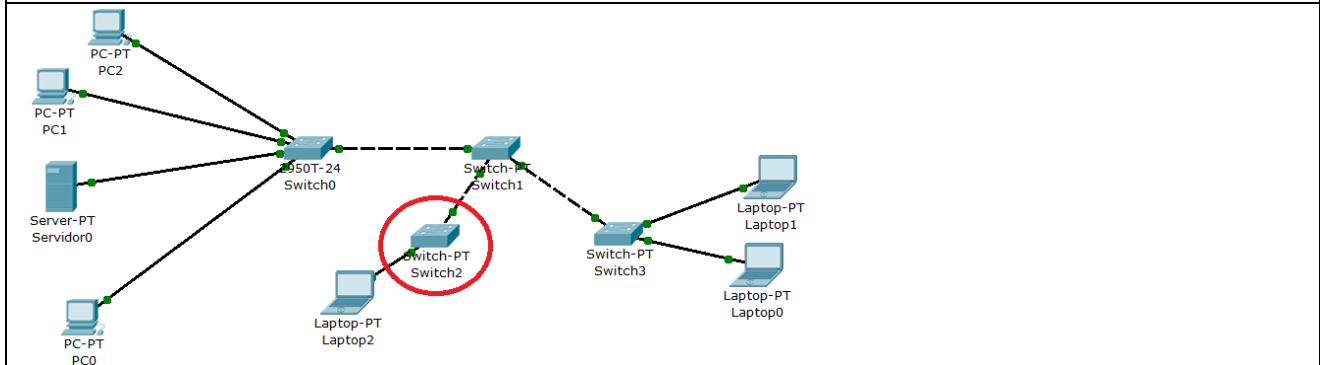 PC-PT
PC2
PC-PT
PC1
2950T-24
Switch0
Switch-PT
Switch1
Server-PT
Servidor0
Laptop-PT
Laptop1
Switch-PT
Switch2
Switch-PT
Switch3
Laptop-PT
Laptop0
Laptop-PT
Laptop2
PC-PT
PC0